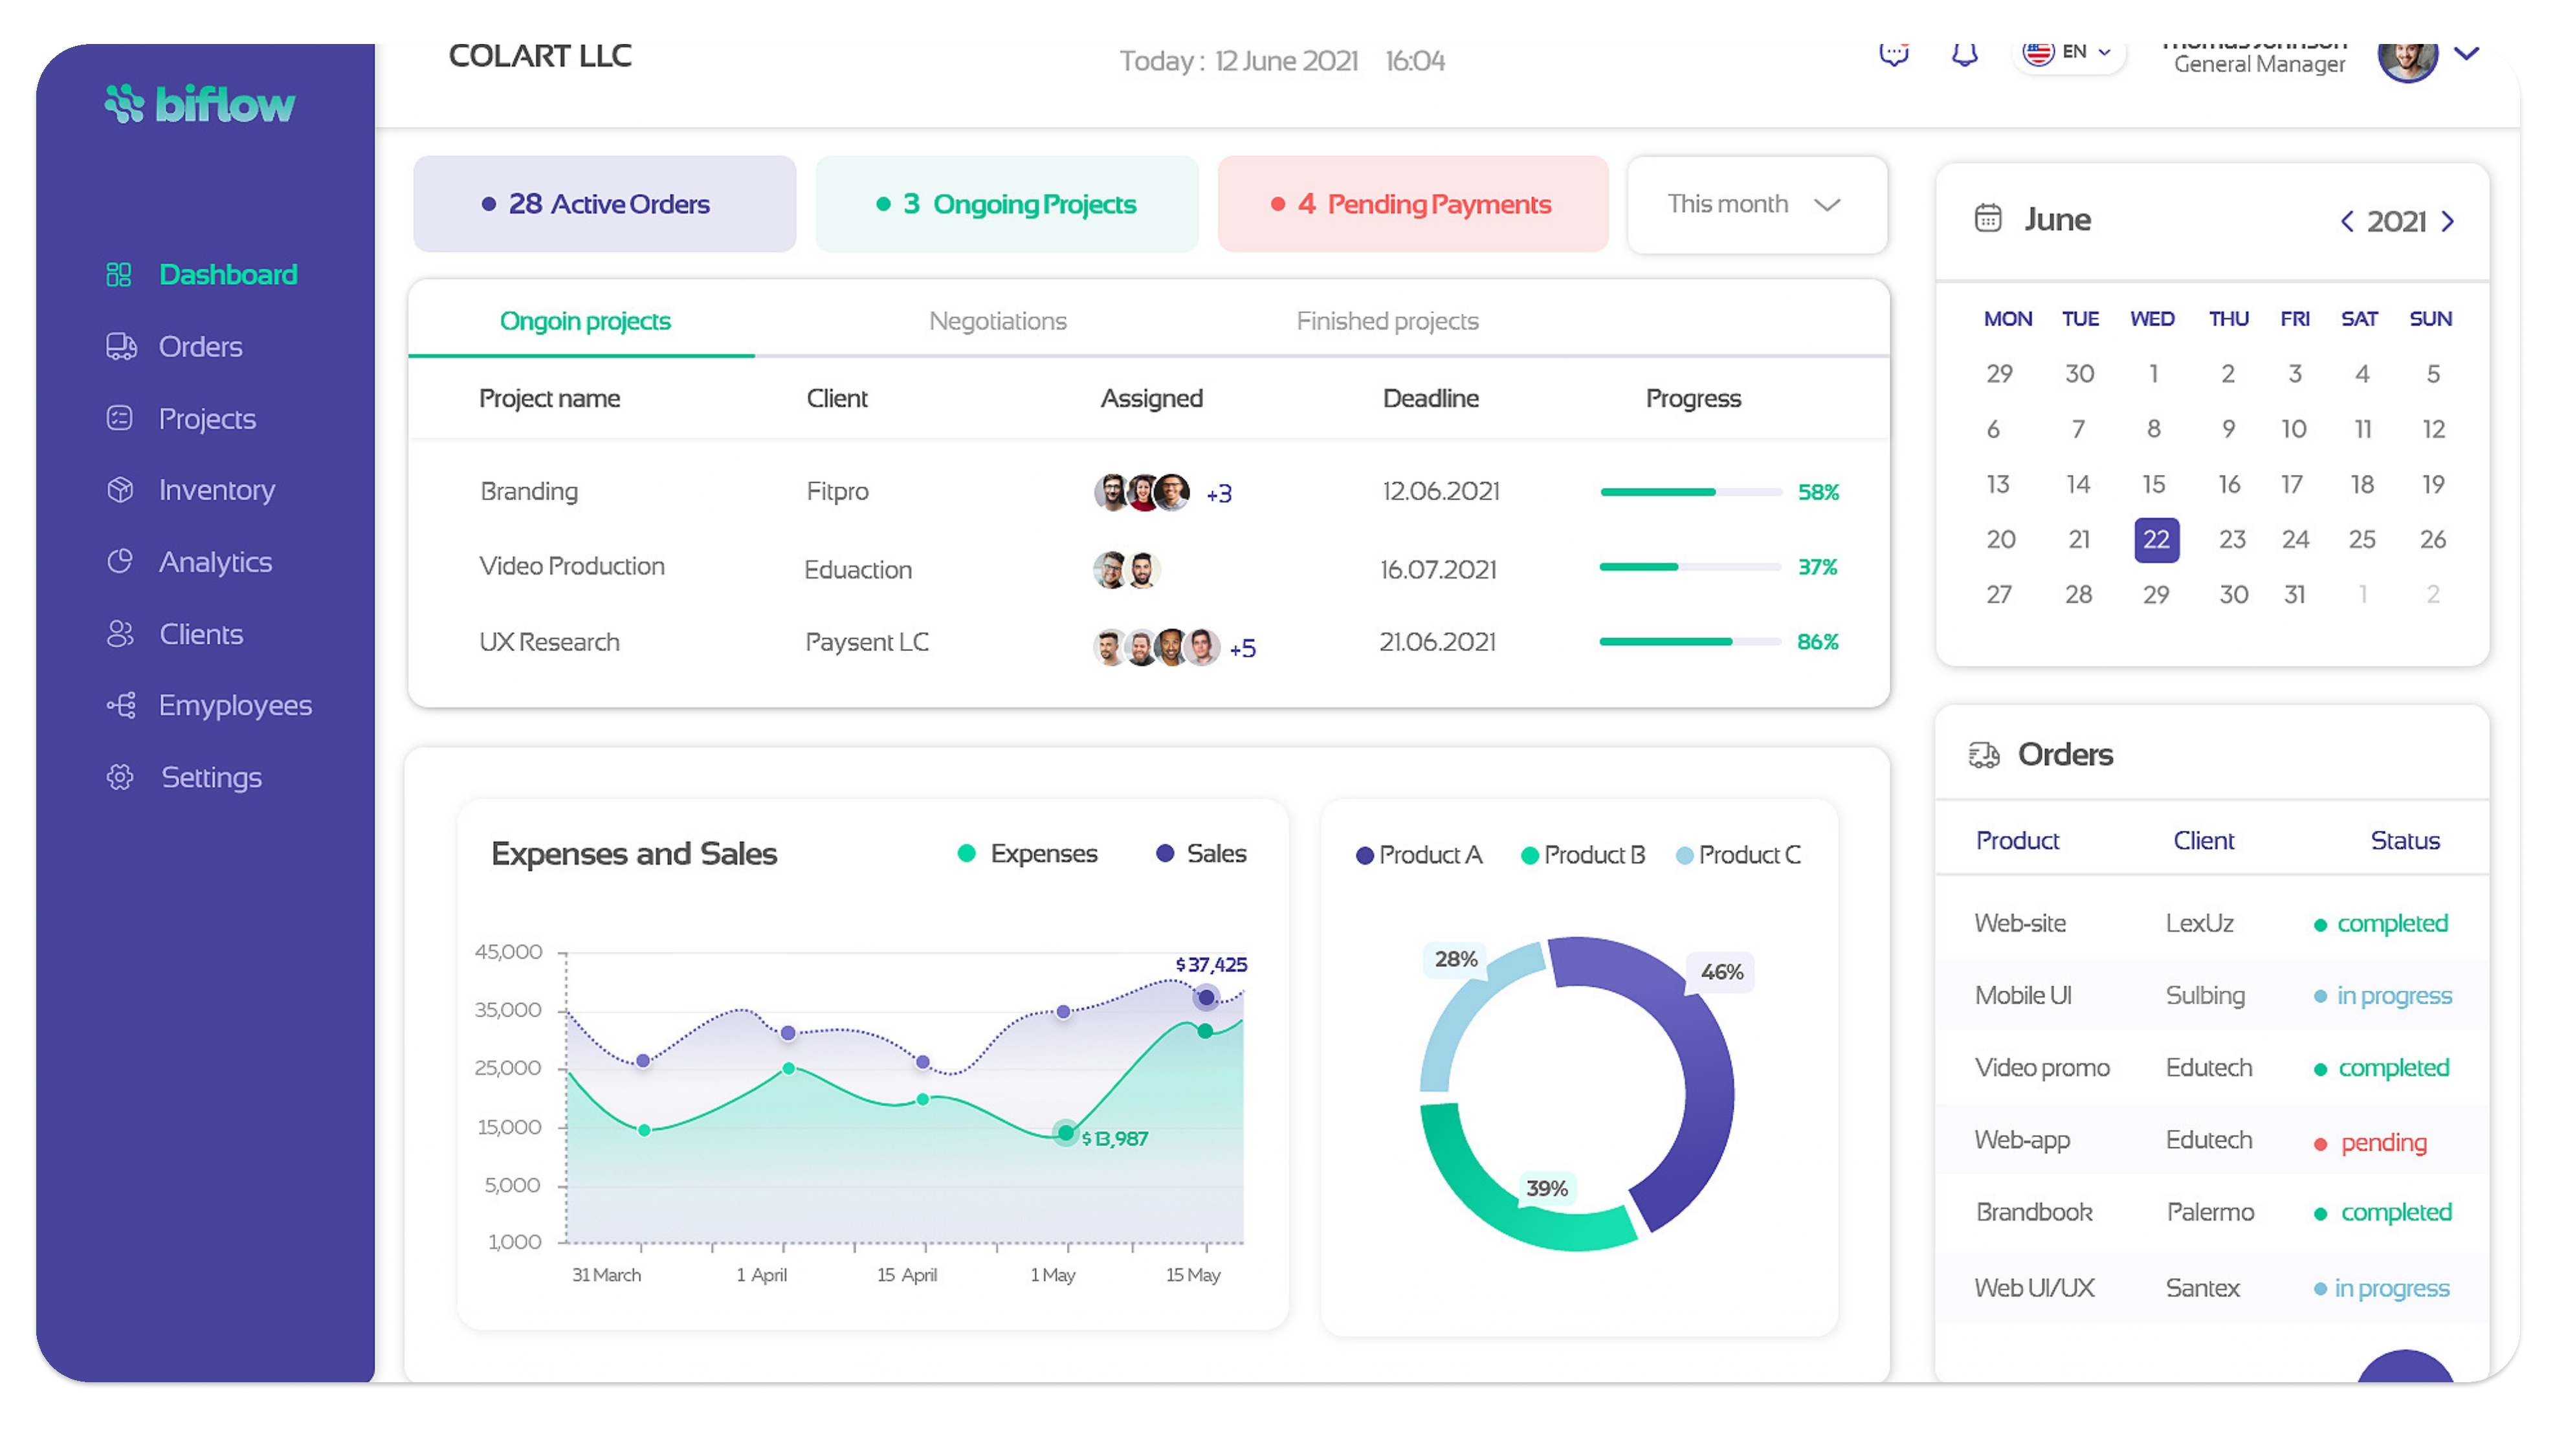 COLART LLC
Today : 12 June 2021 16:04
EN
General Manager
biflow
Dashboard
Orders
Projects
Inventory
Analytics
Clients
Emyployees
Settings
28 Active Orders
3 Ongoing Projects
4 Pending Payments
This month
Ongoin projects
Negotiations
Finished projects
Project name Client Assigned Deadline Progress
Branding Fitpro +3 12.06.2021 58%
Video Production Eduaction 16.07.2021 37%
UX Research Paysent LC +5 21.06.2021 86%
Expenses and Sales
Expenses
Sales
45,000
35,000
25,000
15,000
5,000
1,000
$ 37,425
$ 13,987
31 March 1 April 15 April 1 May 15 May
Product A Product B Product C
28%
46%
39%
June
2021
MON TUE WED THU FRI SAT SUN
29 30 1 2 3 4 5
6 7 8 9 10 11 12
13 14 15 16 17 18 19
20 21 22 23 24 25 26
27 28 29 30 31 1 2
Orders
Product Client Status
Web-site LexUz completed
Mobile UI Sulbing in progress
Video promo Edutech completed
Web-app Edutech pending
Brandbook Palermo completed
Web UI/UX Santex in progress